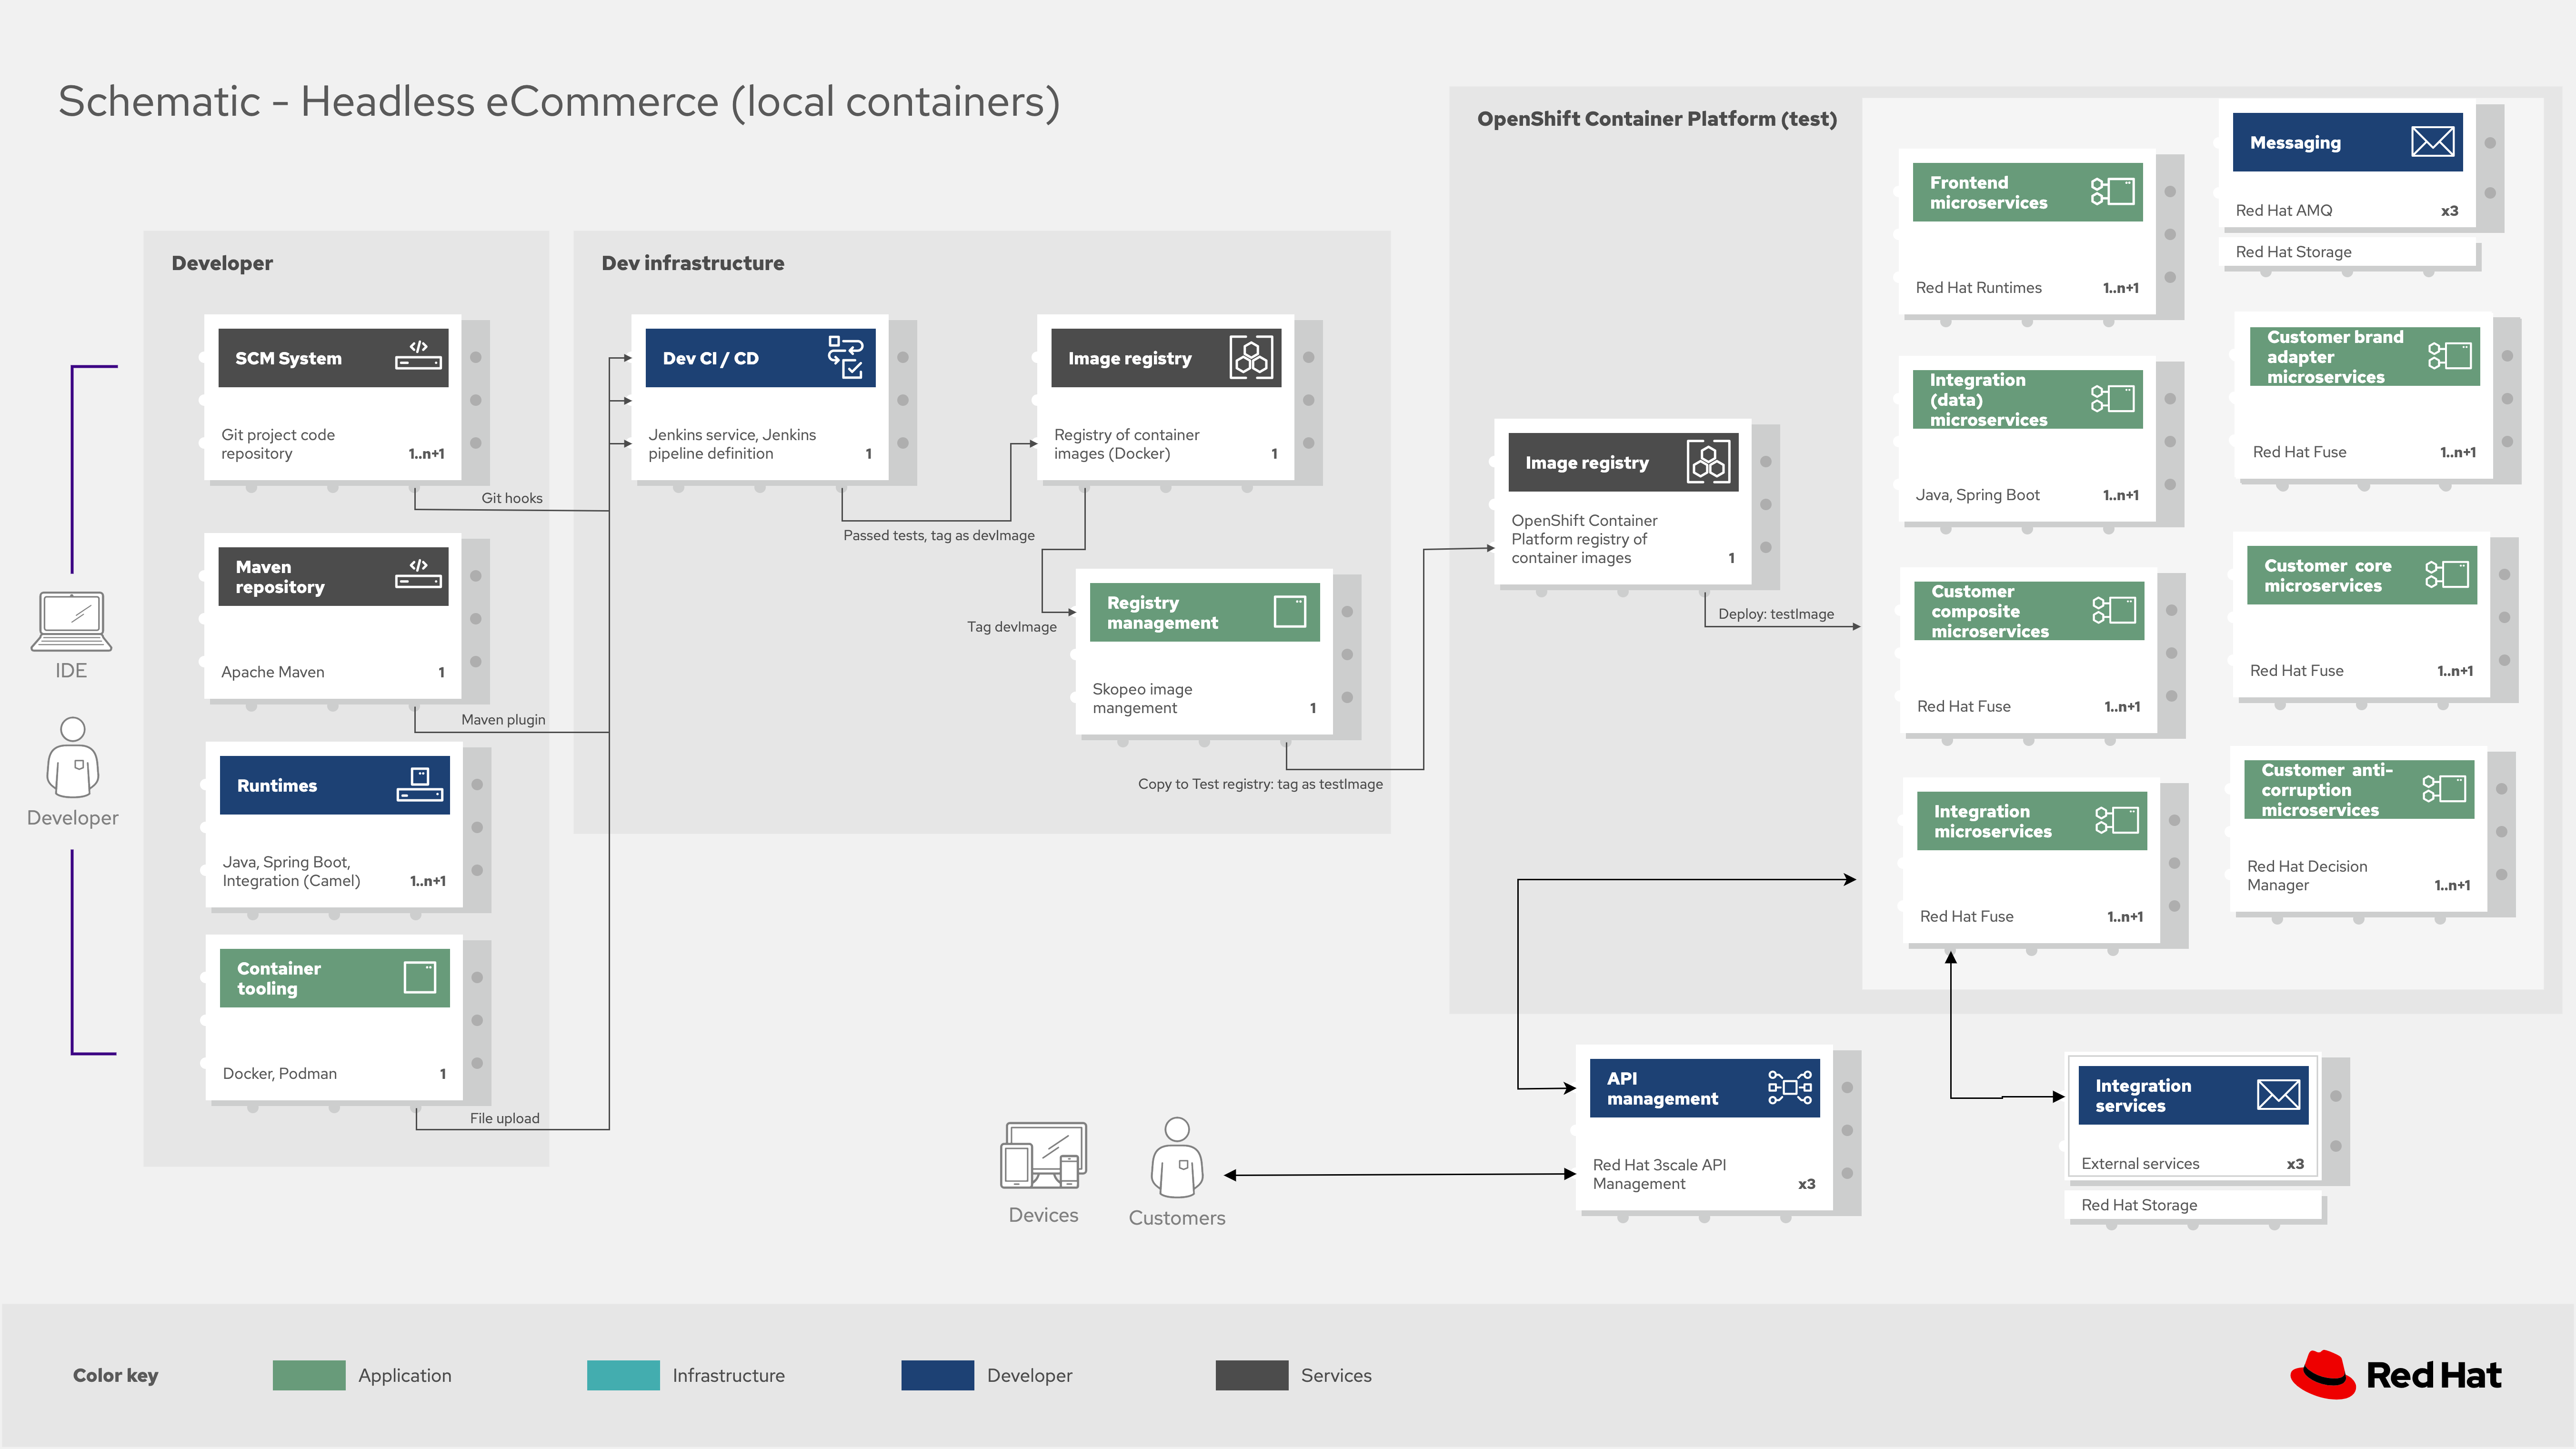 Schematic - Headless eCommerce (local containers)
IDE
Developer
Developer
SCM System
Git project code
repository
1..n+1
Git hooks
Maven
repository
Apache Maven
1
Maven plugin
Runtimes
Java, Spring Boot,
Integration (Camel)
1..n+1
Container
tooling
Docker, Podman
1
File upload
Dev infrastructure
Dev CI / CD
Jenkins service, Jenkins
pipeline definition
1
Passed tests, tag as devImage
Image registry
Registry of container
images (Docker)
1
Tag devImage
Registry
management
Skopeo image
mangement
1
Copy to Test registry: tag as testImage
OpenShift Container Platform (test)
Image registry
OpenShift Container
Platform registry of
container images
1
Deploy: testImage
Frontend
microservices
Red Hat Runtimes
1..n+1
Integration
(data)
microservices
Java, Spring Boot
1..n+1
Customer
composite
microservices
Red Hat Fuse
1..n+1
Integration
microservices
Red Hat Fuse
1..n+1
Messaging
Red Hat AMQ
x3
Red Hat Storage
Customer brand
adapter
microservices
Red Hat Fuse
1..n+1
Customer core
microservices
Red Hat Fuse
1..n+1
Customer anti-
corruption
microservices
Red Hat Decision
Manager
1..n+1
Devices
Customers
API
management
Red Hat 3scale API
Management
x3
Integration
services
External services
x3
Red Hat Storage
Color key
Application
Infrastructure
Developer
Services
Red Hat